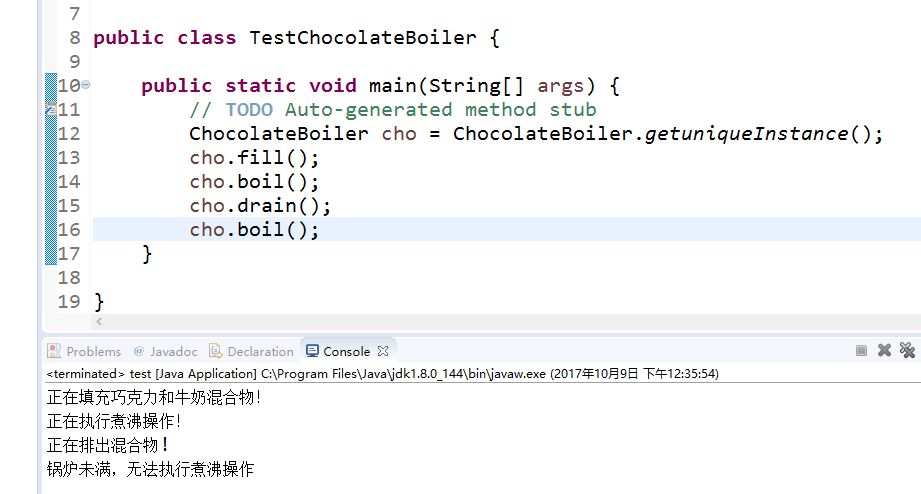 7
8 public class TestChocolateBoiler {
9
10 public static void main(String[] args) {
11 // TODO Auto-generated method stub
12 ChocolateBoiler cho = ChocolateBoiler.getuniqueInstance();
13 cho.fill();
14 cho.boil();
15 cho.drain();
16 cho.boil();
17 }
18
19 }
Problems @ Javadoc Declaration Console
<terminated> test [Java Application] C:\Program Files\Java\jdk1.8.0_144\bin\javaw.exe (2017年10月9日 下午12:35:54)
正在填充巧克力和牛奶混合物!
正在执行煮沸操作!
正在排出混合物！
锅炉未满，无法执行煮沸操作